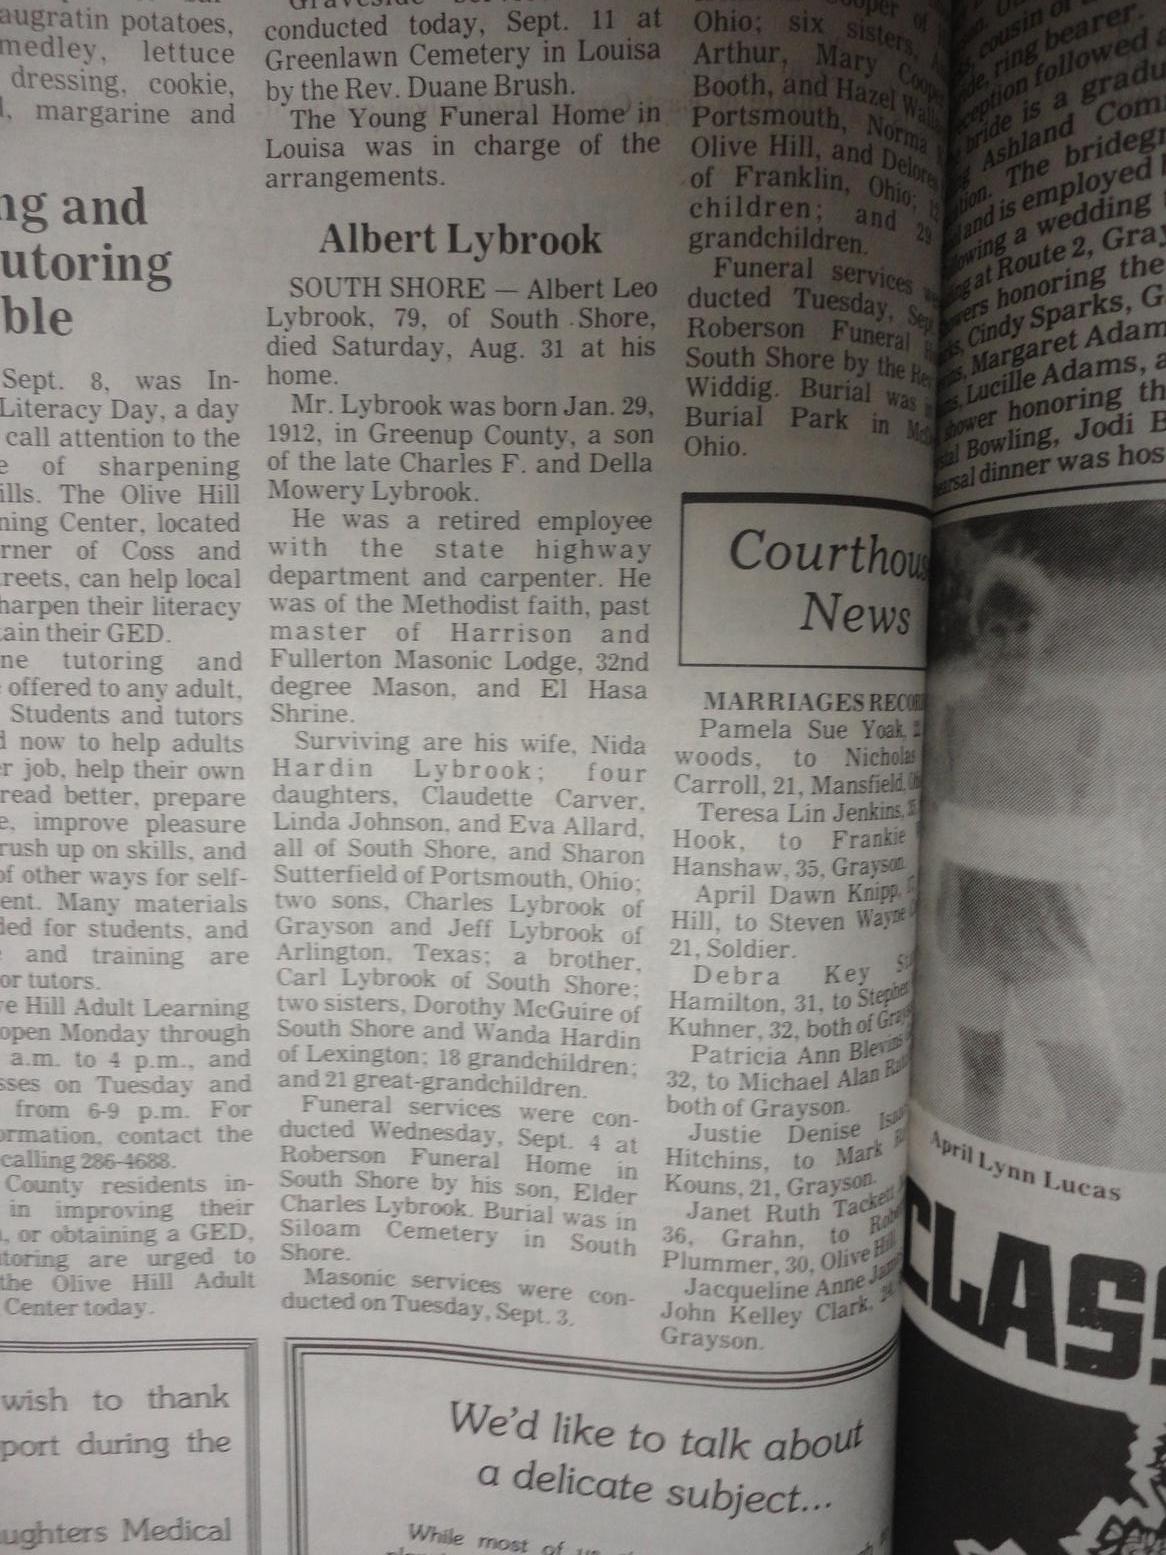 augratin potatoes,
medley, lettuce
dressing, cookie,
margarine and
ng and
utoring
ble
Sept. 8, was In-
Literacy Day, a day
call attention to the
e of sharpening
ills. The Olive Hill
ning Center, located
rner of Coss and
reets, can help local
harpen their literacy
tain their GED.
ne tutoring and
offered to any adult,
Students and tutors
d now to help adults
er job, help their own
read better, prepare
e, improve pleasure
rush up on skills, and
of other ways for self-
ent. Many materials
ded for students, and
and training are
or tutors.
ve Hill Adult Learning
open Monday through
a.m. to 4 p.m., and
sses on Tuesday and
from 6-9 p.m. For
ormation, contact the
calling 286-4688.
County residents in-
in improving their
, or obtaining a GED,
utoring are urged to
the Olive Hill Adult
Center today.
wish to thank
port during the
aughters Medical
conducted today, Sept. 11 at
Greenlawn Cemetery in Louisa
by the Rev. Duane Brush.
The Young Funeral Home in
Louisa was in charge of the
arrangements.
Albert Lybrook
SOUTH SHORE — Albert Leo
Lybrook, 79, of South Shore,
died Saturday, Aug. 31 at his
home.
Mr. Lybrook was born Jan. 29,
1912, in Greenup County, a son
of the late Charles F. and Della
Mowery Lybrook.
He was a retired employee
with the state highway
department and carpenter. He
was of the Methodist faith, past
master of Harrison and
Fullerton Masonic Lodge, 32nd
degree Mason, and El Hasa
Shrine.
Surviving are his wife, Nida
Hardin Lybrook; four
daughters, Claudette Carver,
Linda Johnson, and Eva Allard,
all of South Shore, and Sharon
Sutterfield of Portsmouth, Ohio;
two sons, Charles Lybrook of
Grayson and Jeff Lybrook of
Arlington, Texas; a brother,
Carl Lybrook of South Shore;
two sisters, Dorothy McGuire of
South Shore and Wanda Hardin
of Lexington; 18 grandchildren;
and 21 great-grandchildren.
Funeral services were con-
ducted Wednesday, Sept. 4 at
Roberson Funeral Home in
South Shore by his son, Elder
Charles Lybrook. Burial was in
Siloam Cemetery in South
Shore.
Masonic services were con-
ducted on Tuesday, Sept. 3.
We'd like to talk about
a delicate subject...
While most of
Ohio; six sisters,
Arthur, Mary Cooper
Booth, and Hazel
Portsmouth, Norma
Olive Hill, and Delores
of Franklin, Ohio; 12
children; and 29
grandchildren.
Funeral services
ducted Tuesday, Sept.
Roberson Funeral
South Shore by the Rev.
Widdig. Burial was
Burial Park in
Ohio.
Courthous
News
MARRIAGES RECOR
Pamela Sue Yoak,
woods, to Nicholas
Carroll, 21, Mansfield,
Teresa Lin Jenkins,
Hook, to Frankie
Hanshaw, 35, Grayson.
April Dawn Knipp,
Hill, to Steven Wayne
21, Soldier.
Debra Key
Hamilton, 31, to Stephen
Kuhner, 32, both of
Patricia Ann Blevins
32, to Michael Alan
both of Grayson.
Justie Denise
Hitchins, to Mark
Kouns, 21, Grayson.
Janet Ruth Tackett
36, Grahn, to
Plummer, 30, Olive Hill.
Jacqueline Anne
John Kelley Clark,
Grayson.
cousin of
ring bearer.
eption followed
bride is a gradu
Ashland Com
ation. The bridegr
and is employed
lowing a wedding
at Route 2, Gray
wers honoring the
Cindy Sparks, G
Margaret Adam
Lucille Adams, a
shower honoring th
Bowling, Jodi B
earsal dinner was hos
April Lynn Lucas
CLASS